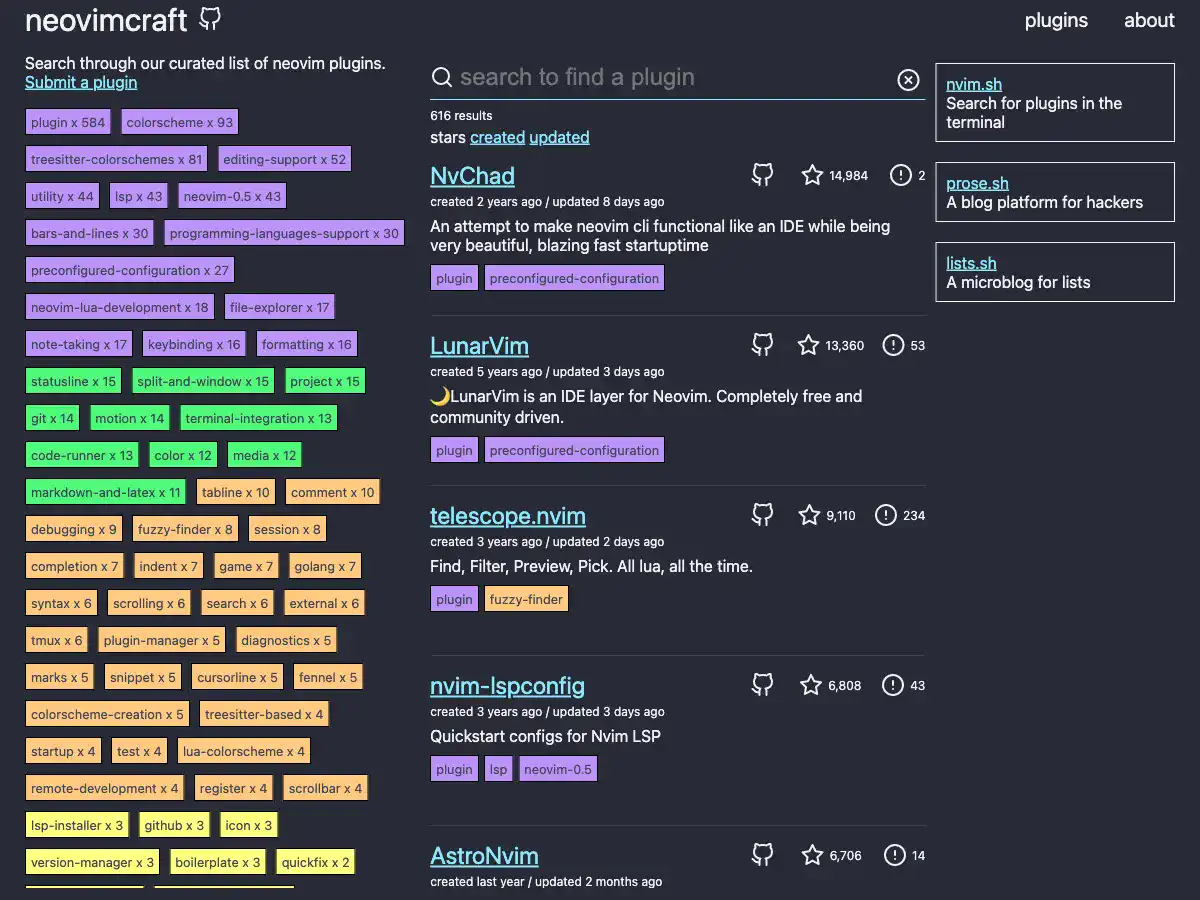 neovimcraft
plugins about
Search through our curated list of neovim plugins.
Submit a plugin
plugin x 584 colorscheme x 93
treesitter-colorschemes x 81 editing-support x 52
utility x 44 lsp x 43 neovim-0.5 x 43
bars-and-lines x 30 programming-languages-support x 30
preconfigured-configuration x 27
neovim-lua-development x 18 file-explorer x 17
note-taking x 17 keybinding x 16 formatting x 16
statusline x 15 split-and-window x 15 project x 15
git x 14 motion x 14 terminal-integration x 13
code-runner x 13 color x 12 media x 12
markdown-and-latex x 11 tabline x 10 comment x 10
debugging x 9 fuzzy-finder x 8 session x 8
completion x 7 indent x 7 game x 7 golang x 7
syntax x 6 scrolling x 6 search x 6 external x 6
tmux x 6 plugin-manager x 5 diagnostics x 5
marks x 5 snippet x 5 cursorline x 5 fennel x 5
colorscheme-creation x 5 treesitter-based x 4
startup x 4 test x 4 lua-colorscheme x 4
remote-development x 4 register x 4 scrollbar x 4
lsp-installer x 3 github x 3 icon x 3
version-manager x 3 boilerplate x 3 quickfix x 2
search to find a plugin
616 results
stars created updated
NvChad 14,984 2
created 2 years ago / updated 8 days ago
An attempt to make neovim cli functional like an IDE while being
very beautiful, blazing fast startuptime
plugin preconfigured-configuration
LunarVim 13,360 53
created 5 years ago / updated 3 days ago
🌙LunarVim is an IDE layer for Neovim. Completely free and
community driven.
plugin preconfigured-configuration
telescope.nvim 9,110 234
created 3 years ago / updated 2 days ago
Find, Filter, Preview, Pick. All lua, all the time.
plugin fuzzy-finder
nvim-lspconfig 6,808 43
created 3 years ago / updated 3 days ago
Quickstart configs for Nvim LSP
plugin lsp neovim-0.5
AstroNvim 6,706 14
created last year / updated 2 months ago
nvim.sh
Search for plugins in the
terminal
prose.sh
A blog platform for hackers
lists.sh
A microblog for lists